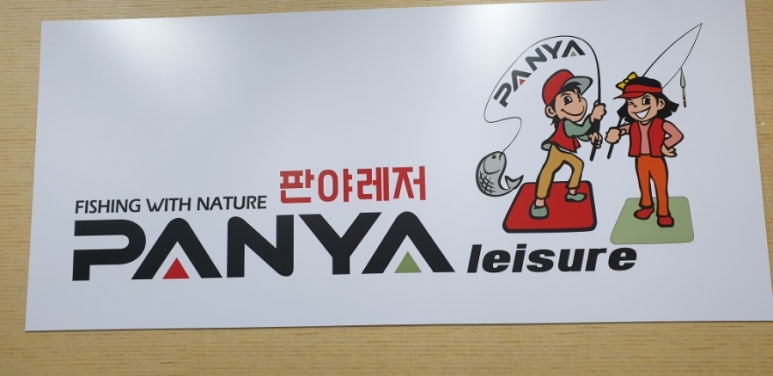 PANYA
FISHING WITH NATURE 판야레저
PANYA leisure